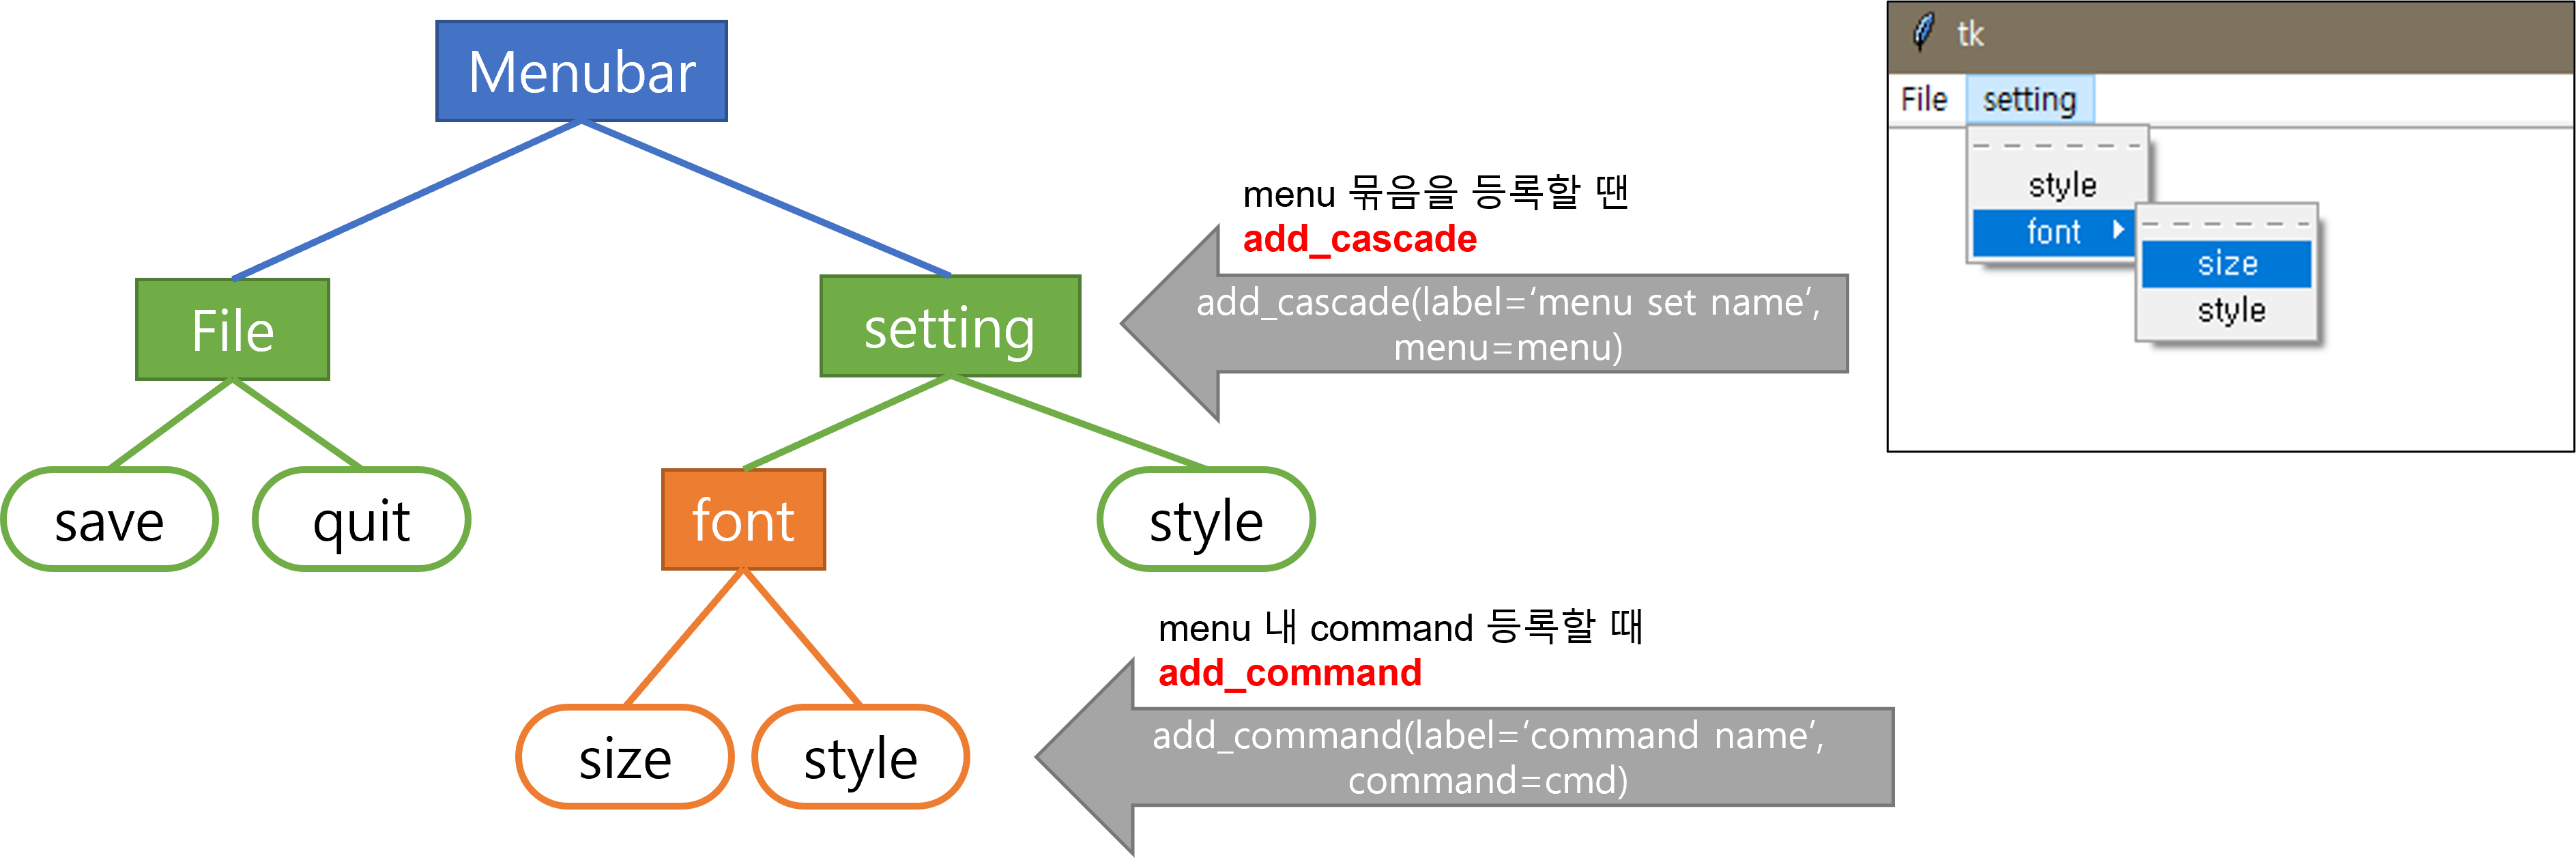 Menubar
File
setting
save
quit
font
style
size
style
menu 묶음을 등록할 땐
add_cascade
add_cascade(label=‘menu set name‘,
menu=menu)
menu 내 command 등록할 때
add_command
add_command(label=‘command name‘,
command=cmd)
tk
File setting
style
font
size
style